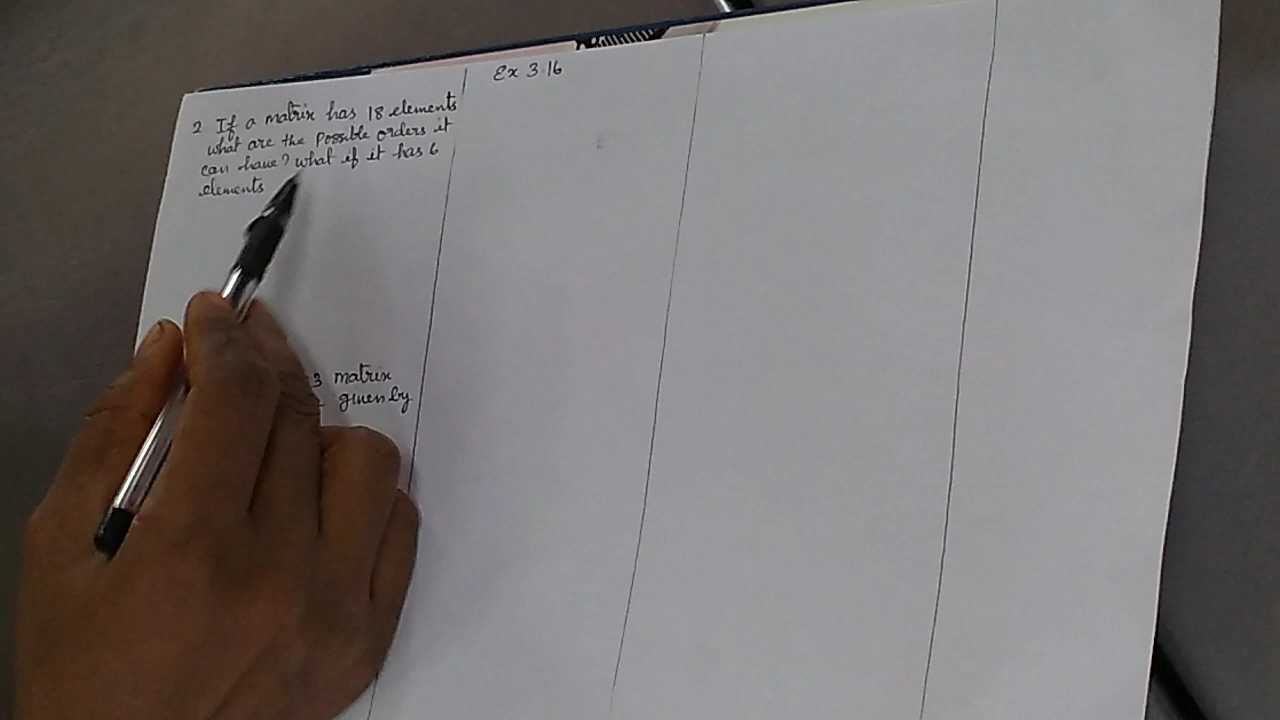 Ex 3.16
2 If a matrix has 18 elements
what are the possible orders it
can have? what if it has 6
elements
3 matrix
given by